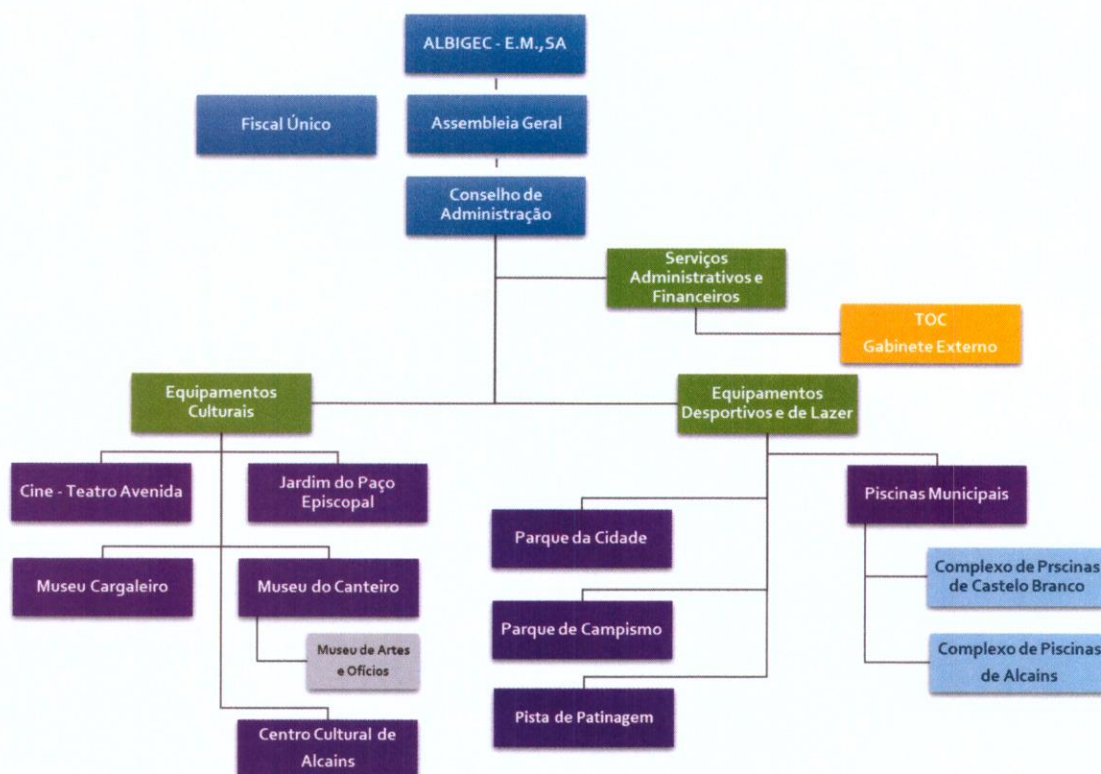 ALBIGEC - E.M.,SA
Fiscal Único
Assembleia Geral
Conselho de
Administração
Serviços
Administrativos e
Financeiros
TOC
Gabinete Externo
Equipamentos
Culturais
Equipamentos
Desportivos e de Lazer
Cine - Teatro Avenida
Jardim do Paço
Episcopal
Piscinas Municipais
Parque da Cidade
Museu Cargaleiro
Museu do Canteiro
Complexo de Prscinas
de Castelo Branco
Parque de Campismo
Museu de Artes
e Ofícios
Complexo de Piscinas
de Alcains
Pista de Patinagem
Centro Cultural de
Alcains